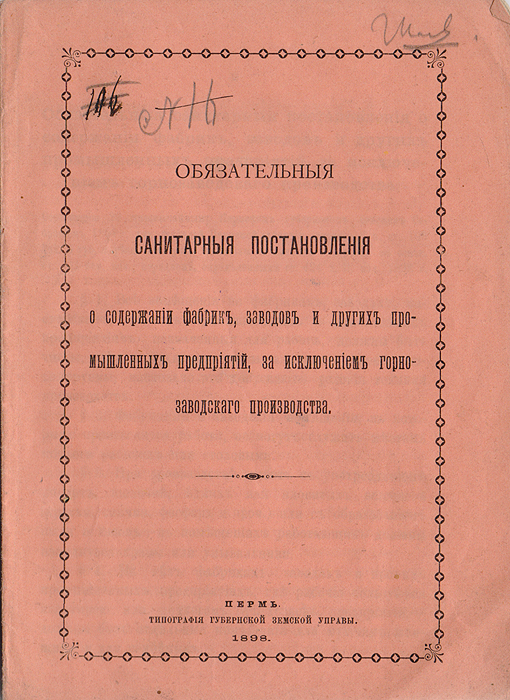 ОБЯЗАТЕЛЬНЫЯ
САНИТАРНЫЯ ПОСТАНОВЛЕНІЯ
о содержаніи фабрикъ, заводовъ и другихъ про-
мышленныхъ предпріятій, за исключеніемъ горно-
заводскаго производства.
ПЕРМЬ.
ТИПОГРАФІЯ ГУБЕРНСКОЙ ЗЕМСКОЙ УПРАВЫ.
1898.